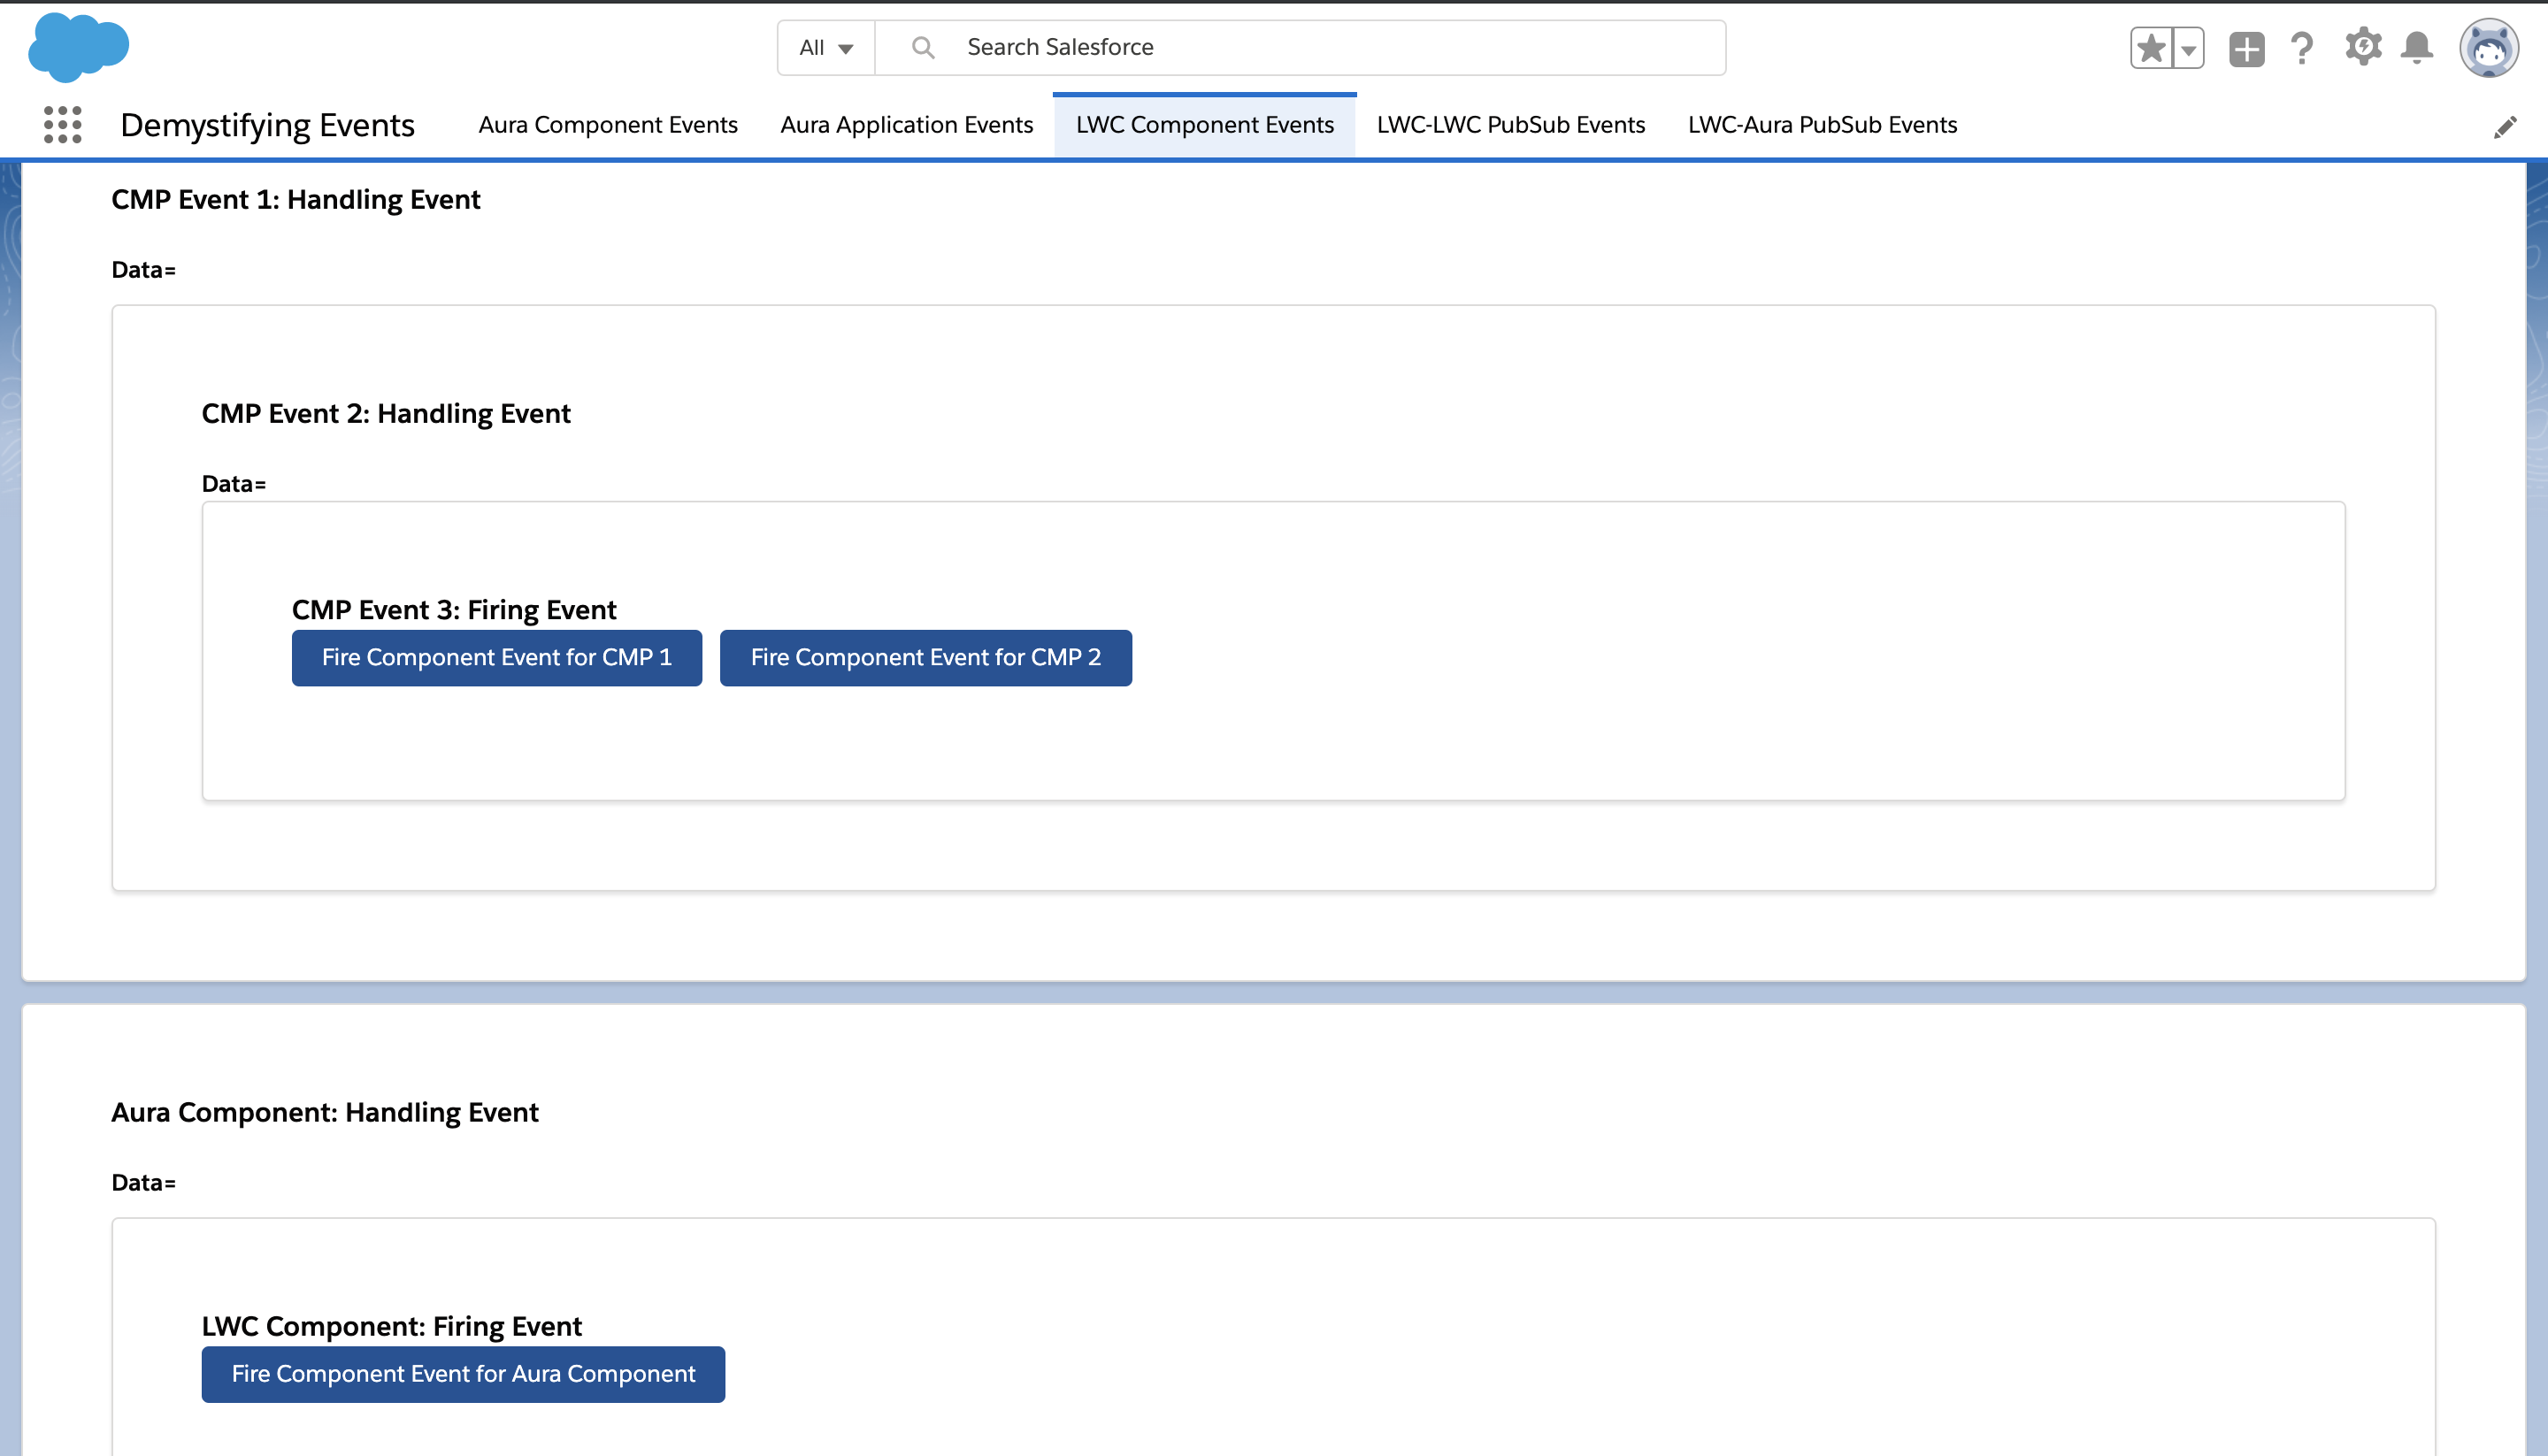 All
Search Salesforce
Demystifying Events
Aura Component Events
Aura Application Events
LWC Component Events
LWC-LWC PubSub Events
LWC-Aura PubSub Events
CMP Event 1: Handling Event
Data=
CMP Event 2: Handling Event
Data=
CMP Event 3: Firing Event
Fire Component Event for CMP 1
Fire Component Event for CMP 2
Aura Component: Handling Event
Data=
LWC Component: Firing Event
Fire Component Event for Aura Component